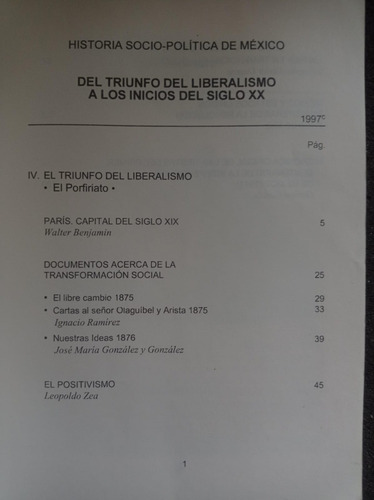 HISTORIA SOCIO-POLÍTICA DE MÉXICO
DEL TRIUNFO DEL LIBERALISMO
A LOS INICIOS DEL SIGLO XX
1997c
Pág.
IV. EL TRIUNFO DEL LIBERALISMO
• El Porfiriato •
PARÍS. CAPITAL DEL SIGLO XIX 5
Walter Benjamin
DOCUMENTOS ACERCA DE LA
TRANSFORMACIÓN SOCIAL 25
• El libre cambio 1875 29
• Cartas al señor Olaguíbel y Arista 1875 33
Ignacio Ramírez
• Nuestras Ideas 1876 39
José María González y González
EL POSITIVISMO 45
Leopoldo Zea
1